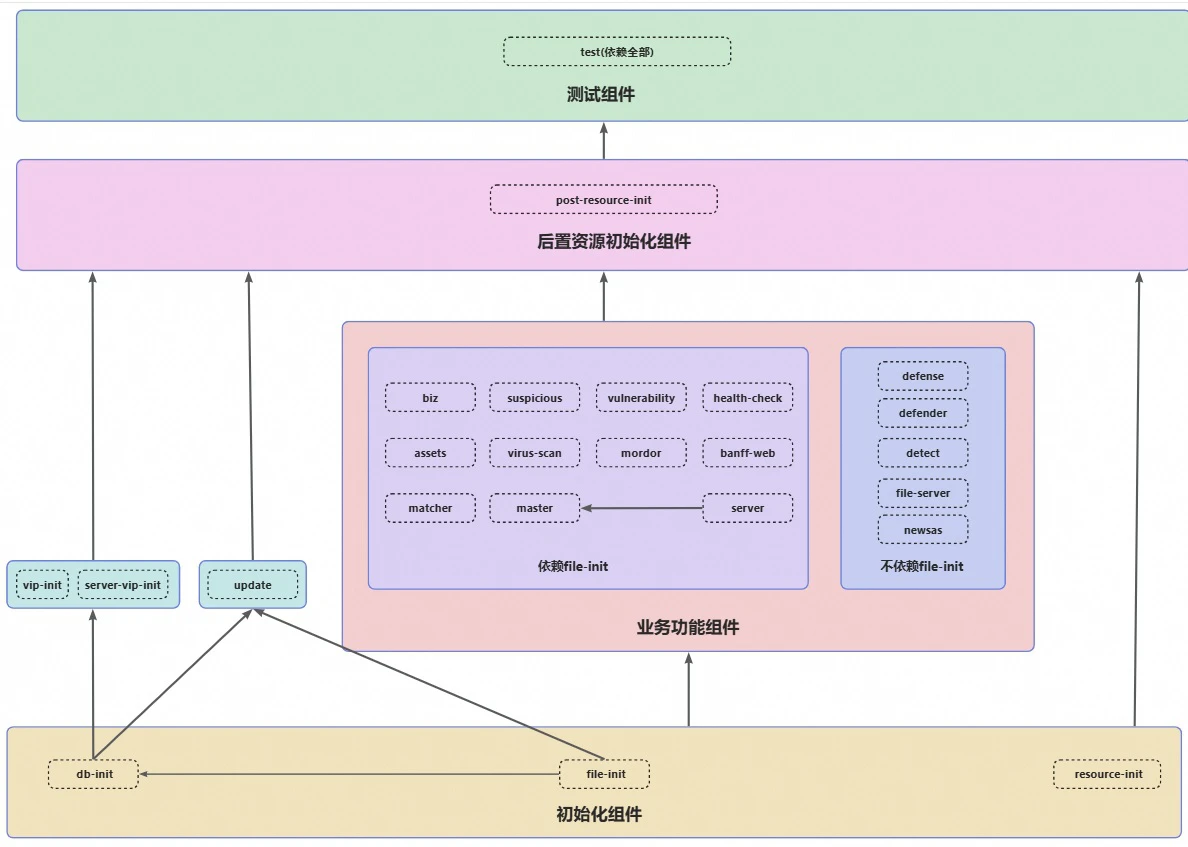 test(依赖全部)
测试组件
post-resource-init
后置资源初始化组件
biz
suspicious
vulnerability
health-check
assets
virus-scan
mordor
banff-web
matcher
master
server
依赖file-init
defense
defender
detect
file-server
newsas
不依赖file-init
业务功能组件
vip-init
server-vip-init
update
db-init
file-init
resource-init
初始化组件